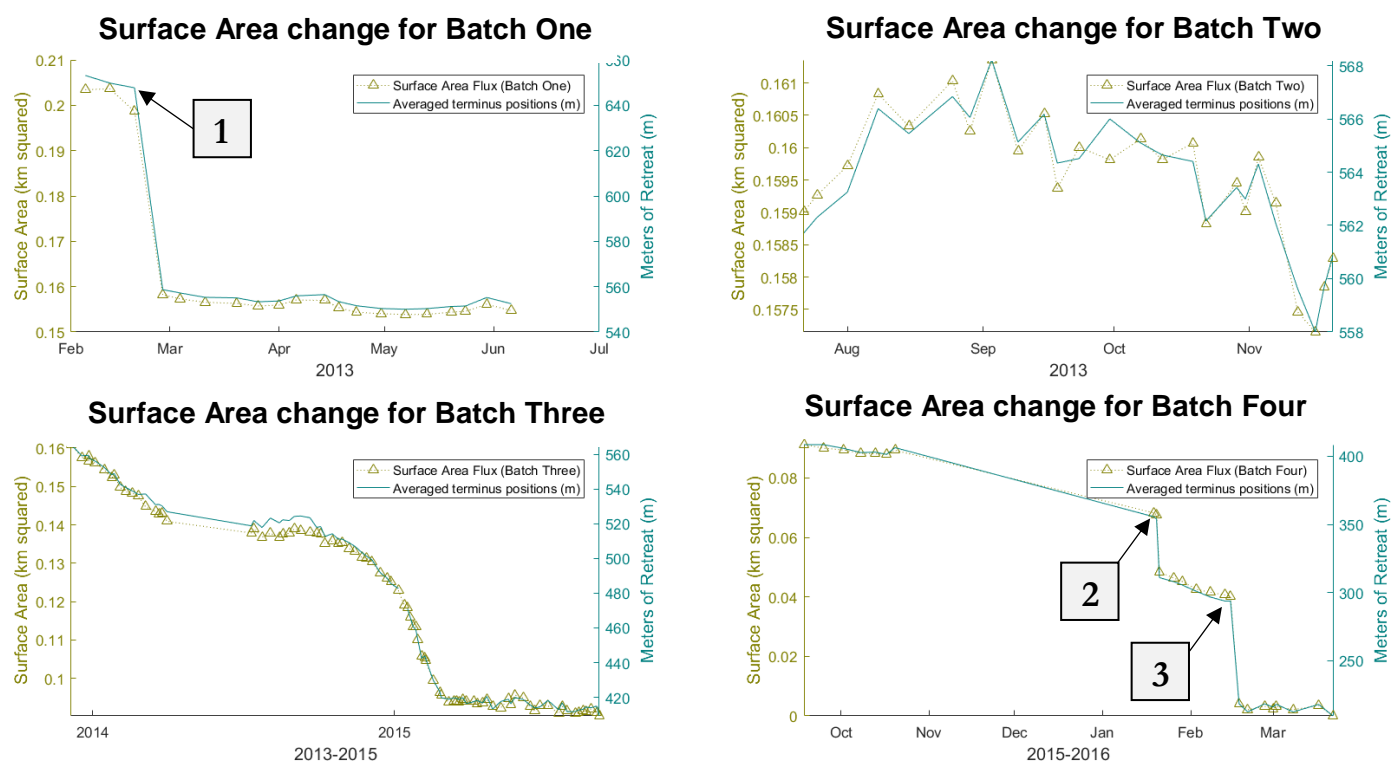 Surface Area change for Batch One
0.21
0.2
0.19
0.18
0.17
0.16
0.15
Surface Area (km squared)
Surface Area Flux (Batch One)
Averaged terminus positions (m)
1
640
620
600
580
560
540
Meters of Retreat (m)
Feb Mar Apr May Jun Jul
2013
Surface Area change for Batch Two
0.161
0.1605
0.16
0.1595
0.159
0.1585
0.158
0.1575
Surface Area (km squared)
Surface Area Flux (Batch Two)
Averaged terminus positions (m)
568
566
564
562
560
558
Meters of Retreat (m)
Aug Sep Oct Nov
2013
Surface Area change for Batch Three
0.16
0.15
0.14
0.13
0.12
0.11
0.1
Surface Area (km squared)
Surface Area Flux (Batch Three)
Averaged terminus positions (m)
560
540
520
500
480
460
440
420
Meters of Retreat (m)
2014 2015
2013-2015
Surface Area change for Batch Four
0.08
0.06
0.04
0.02
0
Surface Area (km squared)
Surface Area Flux (Batch Four)
Averaged terminus positions (m)
2
3
400
350
300
250
Meters of Retreat (m)
Oct Nov Dec Jan Feb Mar
2015-2016